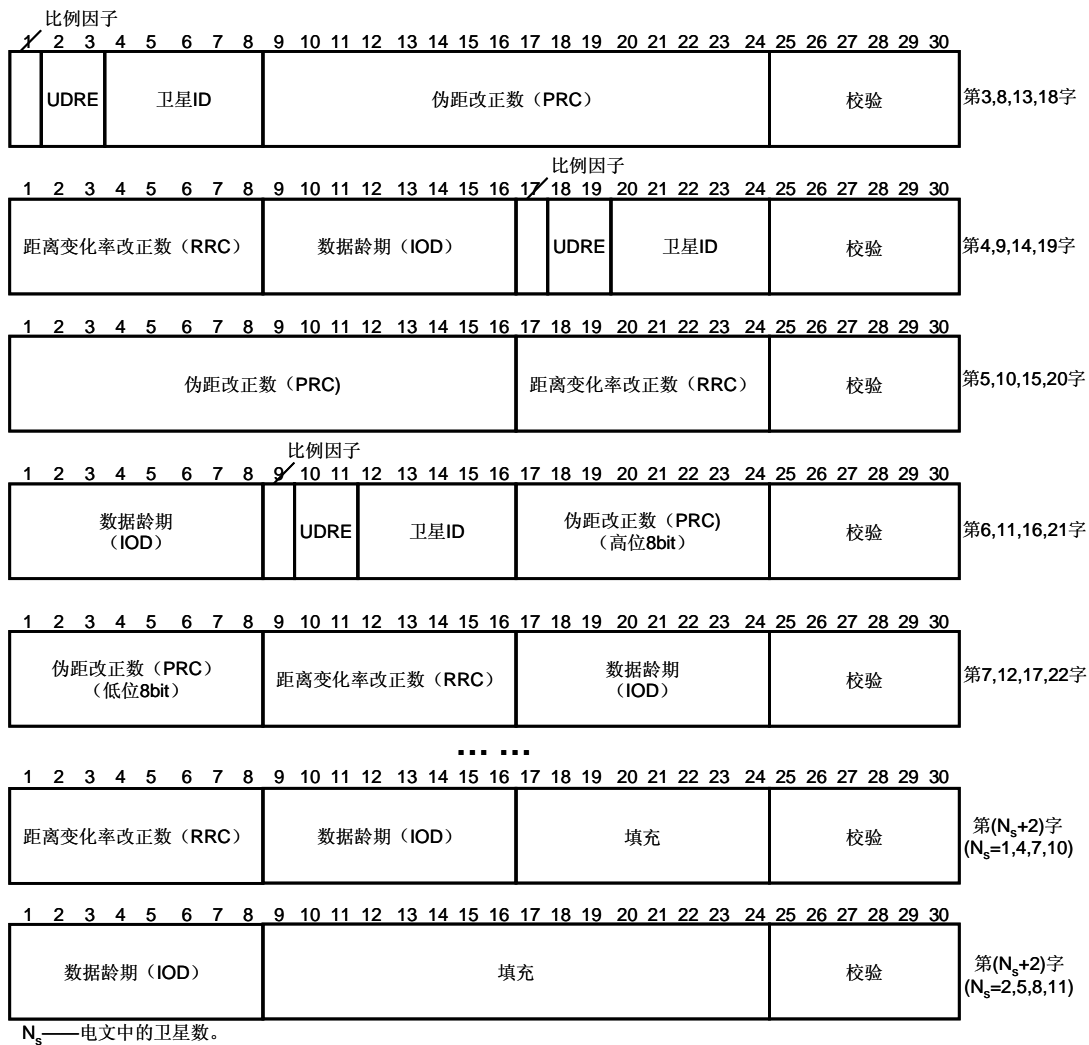 比例因子
1 2 3 4 5 6 7 8 9 10 11 12 13 14 15 16 17 18 19 20 21 22 23 24 25 26 27 28 29 30
UDRE 卫星ID 伪距改正数（PRC） 校验 第3,8,13,18字
比例因子
1 2 3 4 5 6 7 8 9 10 11 12 13 14 15 16 17 18 19 20 21 22 23 24 25 26 27 28 29 30
距离变化率改正数（RRC） 数据龄期（IOD） UDRE 卫星ID 校验 第4,9,14,19字
1 2 3 4 5 6 7 8 9 10 11 12 13 14 15 16 17 18 19 20 21 22 23 24 25 26 27 28 29 30
伪距改正数（PRC) 距离变化率改正数（RRC） 校验 第5,10,15,20字
比例因子
1 2 3 4 5 6 7 8 9 10 11 12 13 14 15 16 17 18 19 20 21 22 23 24 25 26 27 28 29 30
数据龄期
（IOD）
UDRE 卫星ID
伪距改正数（PRC)
（高位8bit）
校验 第6,11,16,21字
1 2 3 4 5 6 7 8 9 10 11 12 13 14 15 16 17 18 19 20 21 22 23 24 25 26 27 28 29 30
伪距改正数（PRC）
（低位8bit）
距离变化率改正数（RRC）
数据龄期
（IOD）
校验 第7,12,17,22字
... ...
1 2 3 4 5 6 7 8 9 10 11 12 13 14 15 16 17 18 19 20 21 22 23 24 25 26 27 28 29 30
距离变化率改正数（RRC） 数据龄期（IOD） 填充 校验
第(Ns+2)字
(Ns=1,4,7,10)
1 2 3 4 5 6 7 8 9 10 11 12 13 14 15 16 17 18 19 20 21 22 23 24 25 26 27 28 29 30
数据龄期（IOD） 填充 校验
第(Ns+2)字
(Ns=2,5,8,11)
Ns——电文中的卫星数。